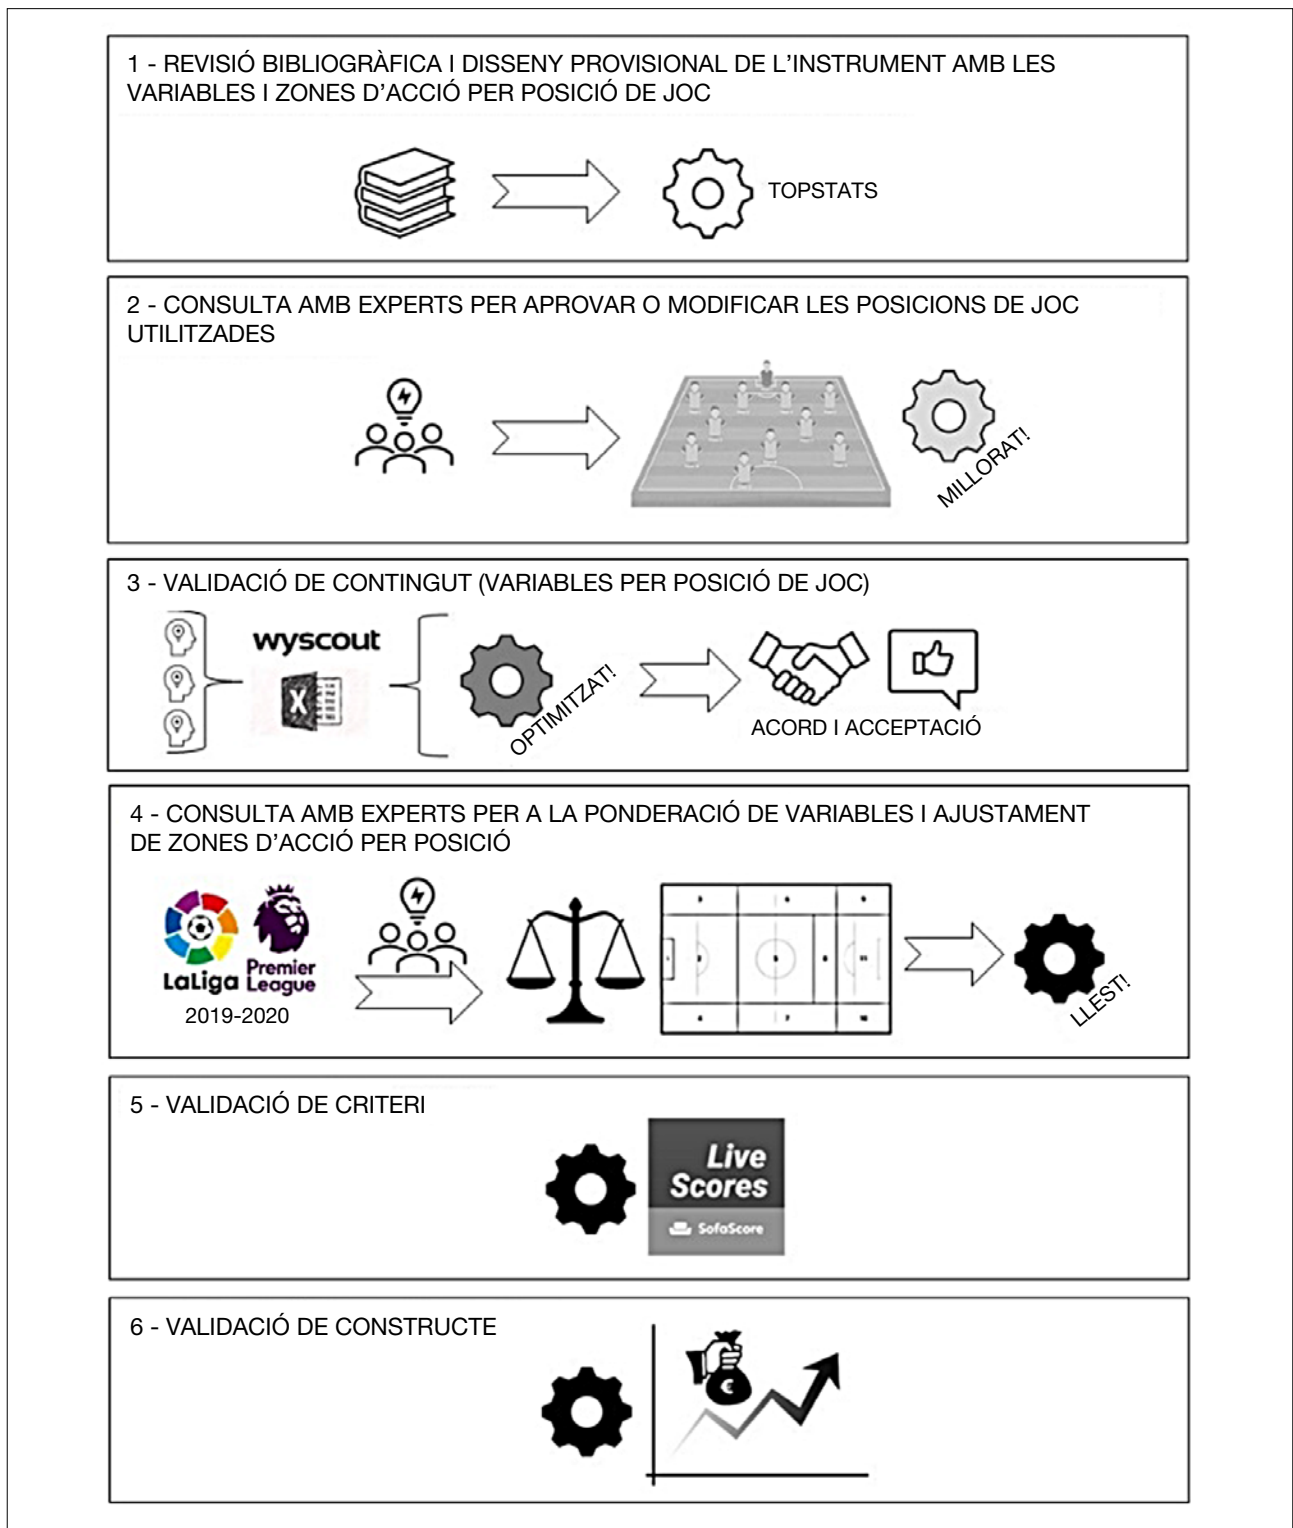 1 - REVISIÓ BIBLIOGRÀFICA I DISSENY PROVISIONAL DE L'INSTRUMENT AMB LES
VARIABLES I ZONES D'ACCIÓ PER POSICIÓ DE JOC
TOPSTATS
2 - CONSULTA AMB EXPERTS PER APROVAR O MODIFICAR LES POSICIONS DE JOC
UTILITZADES
MILLORAT!
3 - VALIDACIÓ DE CONTINGUT (VARIABLES PER POSICIÓ DE JOC)
wyscout
X
OPTIMITZAT!
ACORD I ACCEPTACIÓ
4 - CONSULTA AMB EXPERTS PER A LA PONDERACIÓ DE VARIABLES I AJUSTAMENT
DE ZONES D'ACCIÓ PER POSICIÓ
LaLiga
Premier
League
2019-2020
11
7
10
LLEST!
5 - VALIDACIÓ DE CRITERI
Live
Scores
SofaScore
6 - VALIDACIÓ DE CONSTRUCTE
€